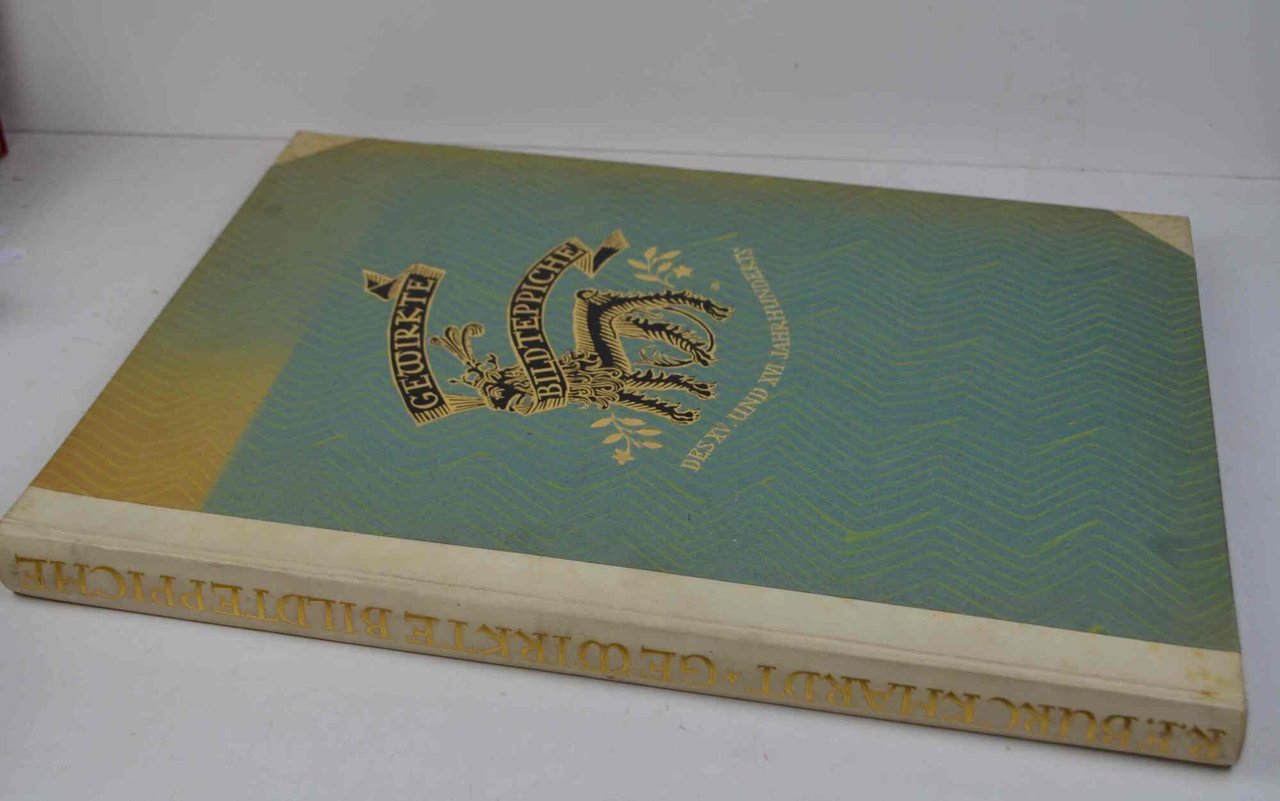 GEWIRKTE
BILDTEPPICHE
DES XV. UND XVI. JAHRHUNDERTS
R.F. BURCKHARDT * GEWIRKTE BILDTEPPICHE